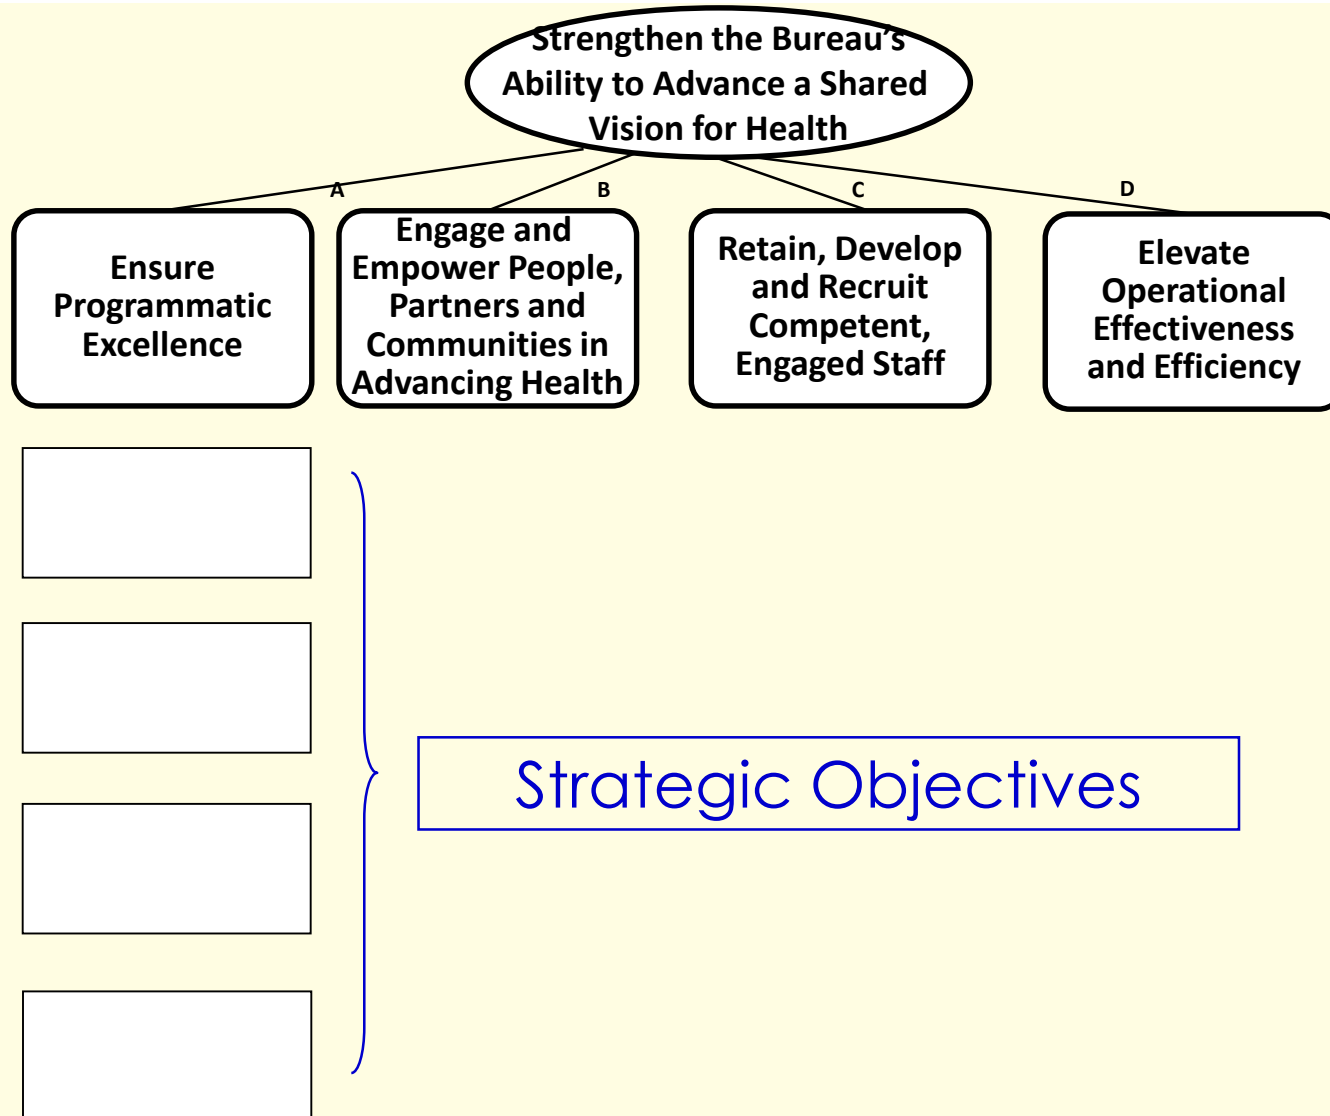 Strengthen the Bureau’s
Ability to Advance a Shared
Vision for Health
A
B
C
D
Ensure
Programmatic
Excellence
Engage and
Empower People,
Partners and
Communities in
Advancing Health
Retain, Develop
and Recruit
Competent,
Engaged Staff
Elevate
Operational
Effectiveness
and Efficiency
Strategic Objectives